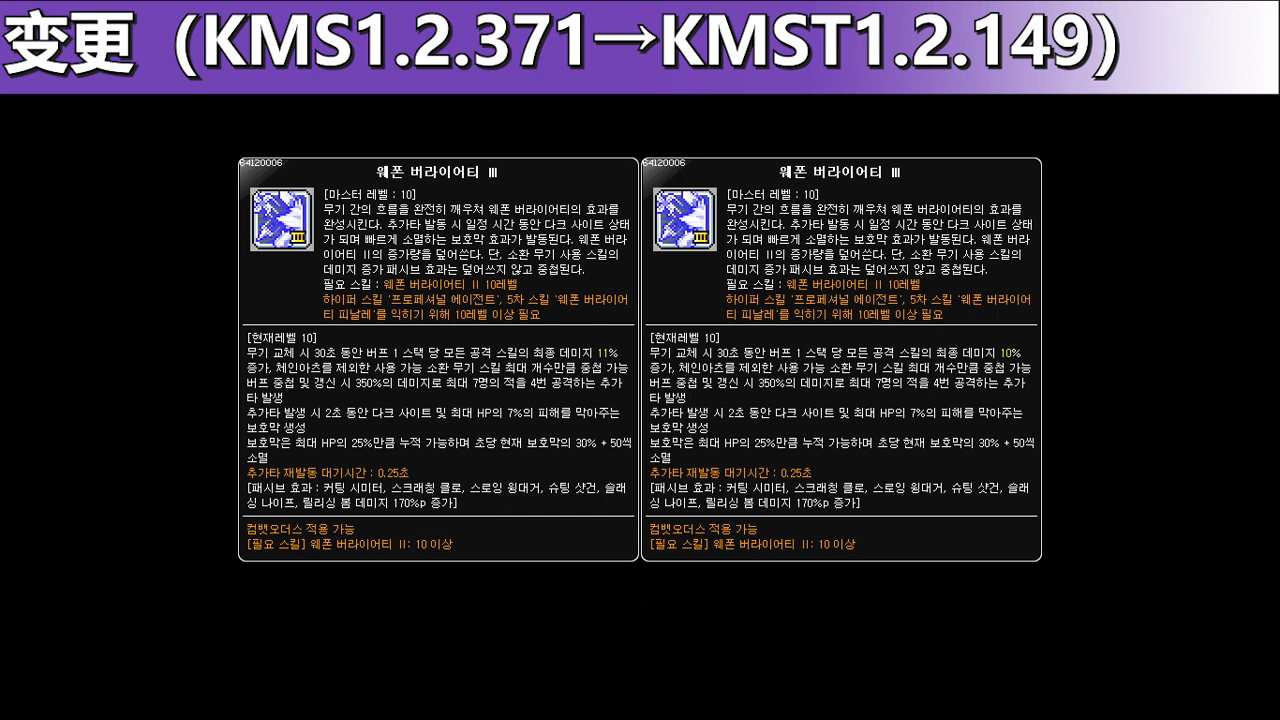 变更（KMS1.2.371→KMST1.2.149)
64120006
웨폰 버라이어티 Ⅲ
[마스터 레벨 : 10]
무기 간의 흐름을 완전히 깨우쳐 웨폰 버라이어티의 효과를
완성시킨다. 추가타 발동 시 일정 시간 동안 다크 사이트 상태
가 되며 빠르게 소멸하는 보호막 효과가 발동된다. 웨폰 버라
이어티 Ⅱ의 증가량을 덮어쓴다. 단, 소환 무기 사용 스킬의
데미지 증가 패시브 효과는 덮어쓰지 않고 중첩된다.
필요 스킬 : 웨폰 버라이어티 Ⅱ 10레벨
하이퍼 스킬 '프로페셔널 에이전트', 5차 스킬 '웨폰 버라이어
티 피날레'를 익히기 위해 10레벨 이상 필요
[현재레벨 10]
무기 교체 시 30초 동안 버프 1 스택 당 모든 공격 스킬의 최종 데미지 11%
증가, 체인아츠를 제외한 사용 가능 소환 무기 스킬 최대 개수만큼 중첩 가능
버프 중첩 및 갱신 시 350%의 데미지로 최대 7명의 적을 4번 공격하는 추가
타 발생
추가타 발생 시 2초 동안 다크 사이트 및 최대 HP의 7%의 피해를 막아주는
보호막 생성
보호막은 최대 HP의 25%만큼 누적 가능하며 초당 현재 보호막의 30% + 50씩
소멸
추가타 재발동 대기시간 : 0.25초
[패시브 효과 : 커팅 시미터, 스크래칭 클로, 스로잉 윙대거, 슈팅 샷건, 슬래
싱 나이프, 릴리싱 봄 데미지 170%p 증가]
컴뱃오더스 적용 가능
[필요 스킬] 웨폰 버라이어티 Ⅱ: 10 이상
64120006
웨폰 버라이어티 Ⅲ
[마스터 레벨 : 10]
무기 간의 흐름을 완전히 깨우쳐 웨폰 버라이어티의 효과를
완성시킨다. 추가타 발동 시 일정 시간 동안 다크 사이트 상태
가 되며 빠르게 소멸하는 보호막 효과가 발동된다. 웨폰 버라
이어티 Ⅱ의 증가량을 덮어쓴다. 단, 소환 무기 사용 스킬의
데미지 증가 패시브 효과는 덮어쓰지 않고 중첩된다.
필요 스킬 : 웨폰 버라이어티 Ⅱ 10레벨
하이퍼 스킬 '프로페셔널 에이전트', 5차 스킬 '웨폰 버라이어
티 피날레'를 익히기 위해 10레벨 이상 필요
[현재레벨 10]
무기 교체 시 30초 동안 버프 1 스택 당 모든 공격 스킬의 최종 데미지 10%
증가, 체인아츠를 제외한 사용 가능 소환 무기 스킬 최대 개수만큼 중첩 가능
버프 중첩 및 갱신 시 350%의 데미지로 최대 7명의 적을 4번 공격하는 추가
타 발생
추가타 발생 시 2초 동안 다크 사이트 및 최대 HP의 7%의 피해를 막아주는
보호막 생성
보호막은 최대 HP의 25%만큼 누적 가능하며 초당 현재 보호막의 30% + 50씩
소멸
추가타 재발동 대기시간 : 0.25초
[패시브 효과 : 커팅 시미터, 스크래칭 클로, 스로잉 윙대거, 슈팅 샷건, 슬래
싱 나이프, 릴리싱 봄 데미지 170%p 증가]
컴뱃오더스 적용 가능
[필요 스킬] 웨폰 버라이어티 Ⅱ: 10 이상